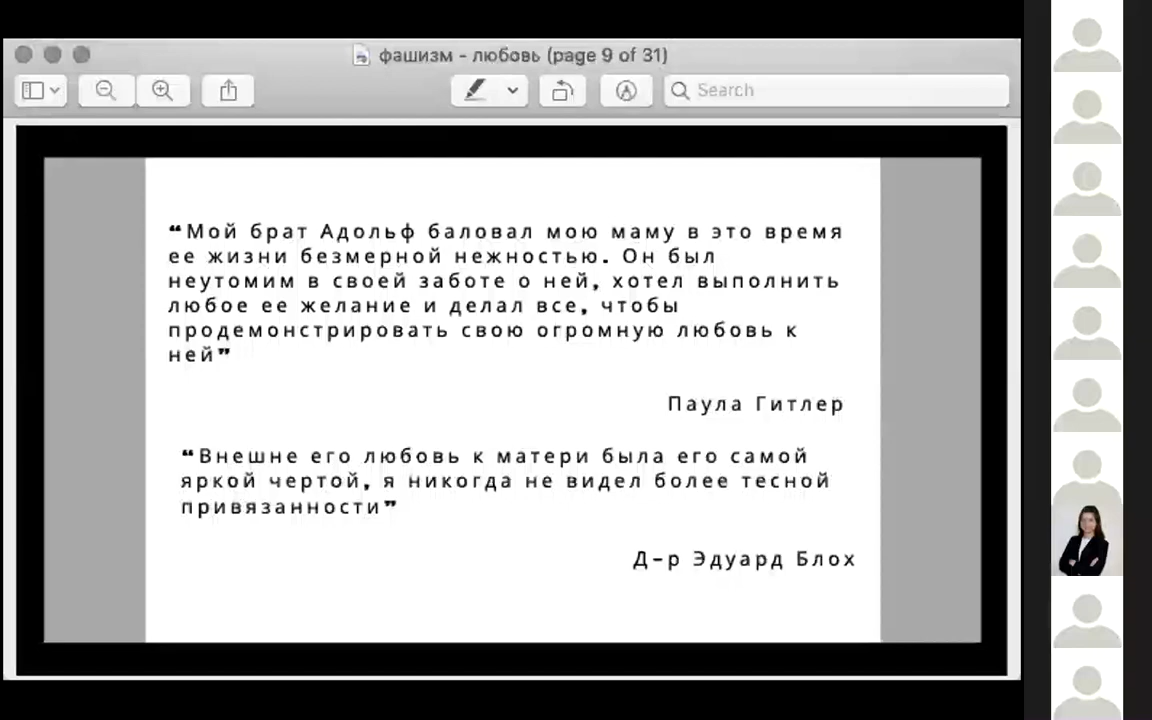 фашизм - любовь (page 9 of 31)
Search
❝Мой брат Адольф баловал мою маму в это время
ее жизни безмерной нежностью. Он был
неутомим в своей заботе о ней, хотел выполнить
любое ее желание и делал все, чтобы
продемонстрировать свою огромную любовь к
ней❞
Паула Гитлер
❝Внешне его любовь к матери была его самой
яркой чертой, я никогда не видел более тесной
привязанности❞
Д-р Эдуард Блох